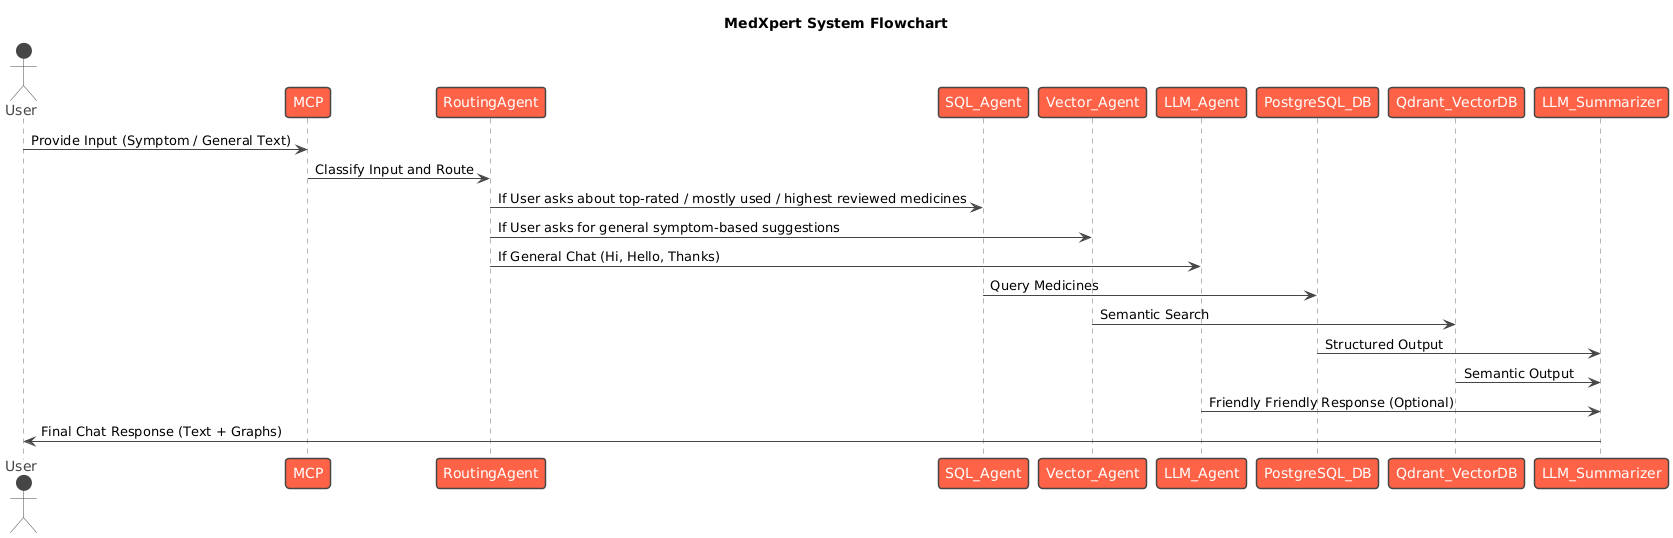 MedXpert System Flowchart
User
MCP
RoutingAgent
SQL_Agent
Vector_Agent
LLM_Agent
PostgreSQL_DB
Qdrant_VectorDB
LLM_Summarizer
Provide Input (Symptom / General Text)
Classify Input and Route
If User asks about top-rated / mostly used / highest reviewed medicines
If User asks for general symptom-based suggestions
If General Chat (Hi, Hello, Thanks)
Query Medicines
Semantic Search
Structured Output
Semantic Output
Friendly Friendly Response (Optional)
Final Chat Response (Text + Graphs)
User
MCP
RoutingAgent
SQL_Agent
Vector_Agent
LLM_Agent
PostgreSQL_DB
Qdrant_VectorDB
LLM_Summarizer